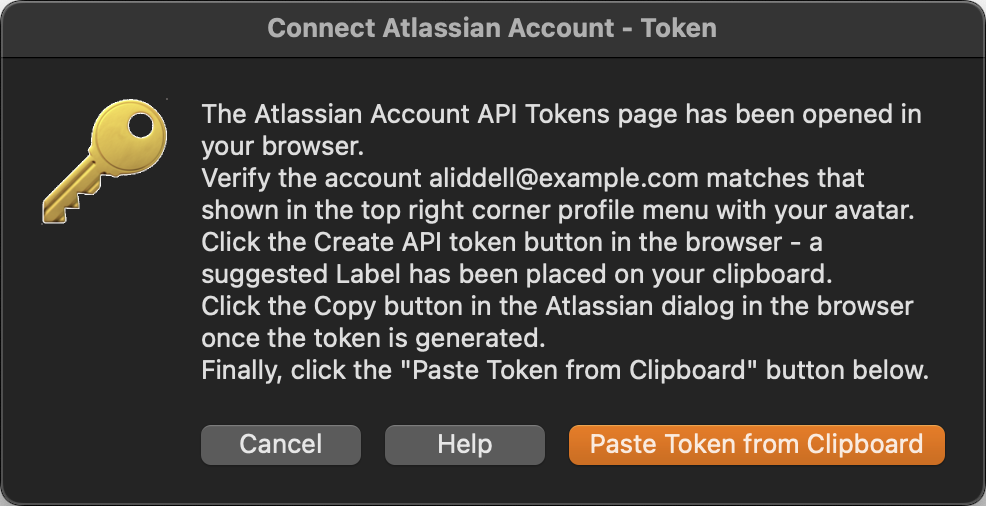 Connect Atlassian Account - Token
The Atlassian Account API Tokens page has been opened in
your browser.
Verify the account aliddell@example.com matches that
shown in the top right corner profile menu with your avatar.
Click the Create API token button in the browser - a
suggested Label has been placed on your clipboard.
Click the Copy button in the Atlassian dialog in the browser
once the token is generated.
Finally, click the "Paste Token from Clipboard" button below.
Cancel
Help
Paste Token from Clipboard